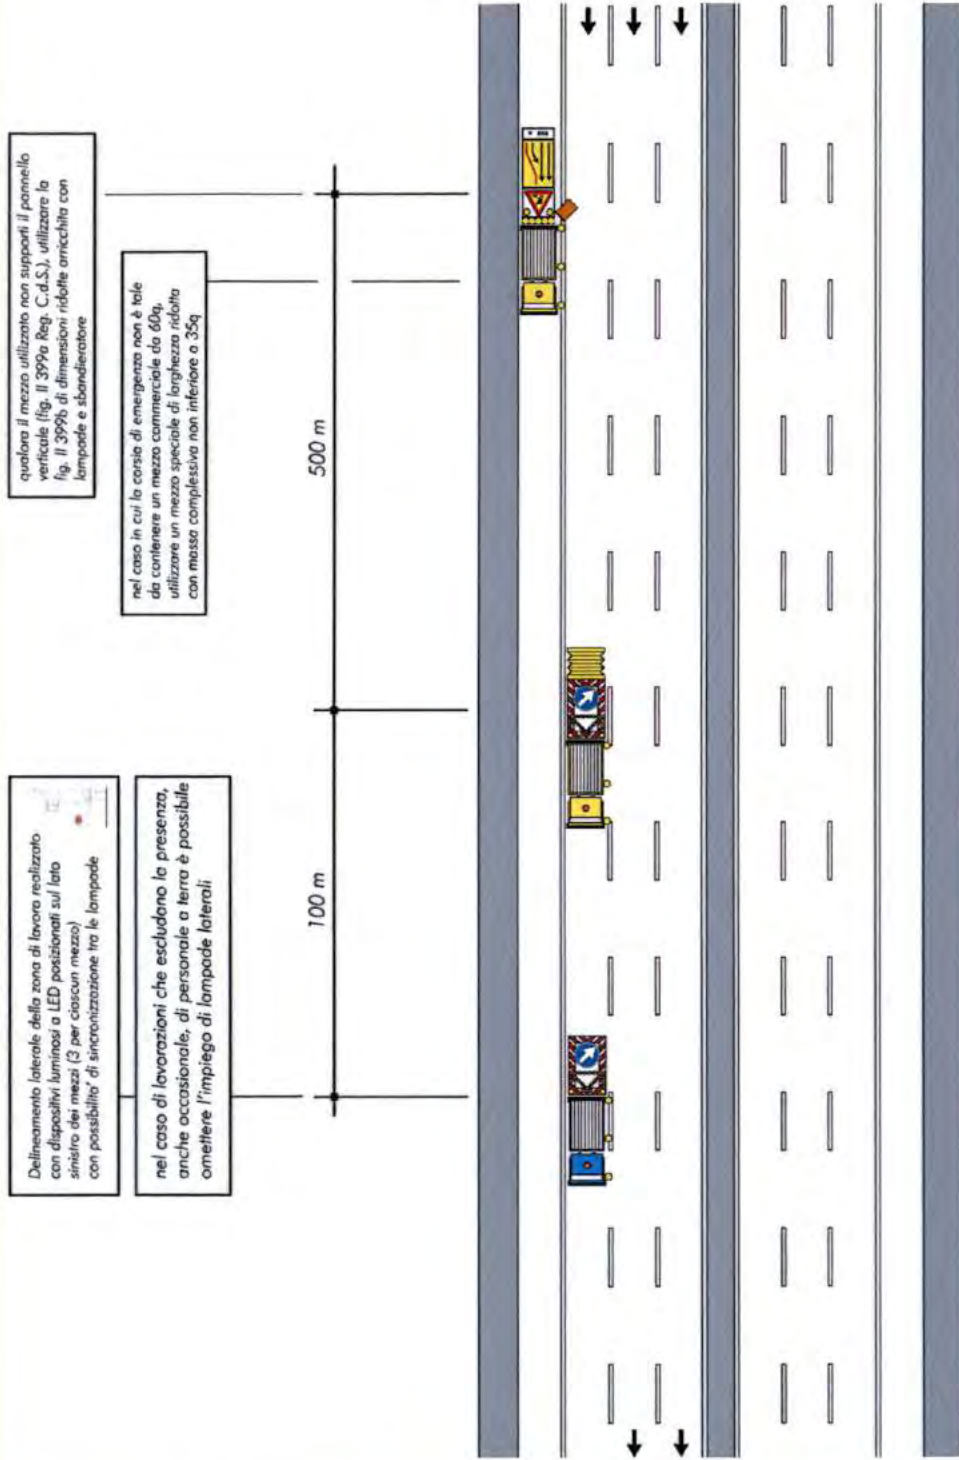 qualora il mezzo utilizzato non supporti il pannello
verticale (fig. II 399a Reg. C.d.S.), utilizzare la
fig. II 399b di dimensioni ridotte arricchita con
lampade e sbandieratore
nel caso in cui la corsia di emergenza non è tale
da contenere un mezzo commerciale da 60q,
utilizzare un mezzo speciale di larghezza ridotta
con massa complessiva non inferiore a 35q
500 m
Delineamento laterale della zona di lavoro realizzato
con dispositivi luminosi a LED posizionati sul lato
sinistro dei mezzi (3 per ciascun mezzo)
con possibilita' di sincronizzazione tra le lampade
nel caso di lavorazioni che escludono la presenza,
anche occasionale, di personale a terra è possibile
omettere l'impiego di lampade laterali
100 m